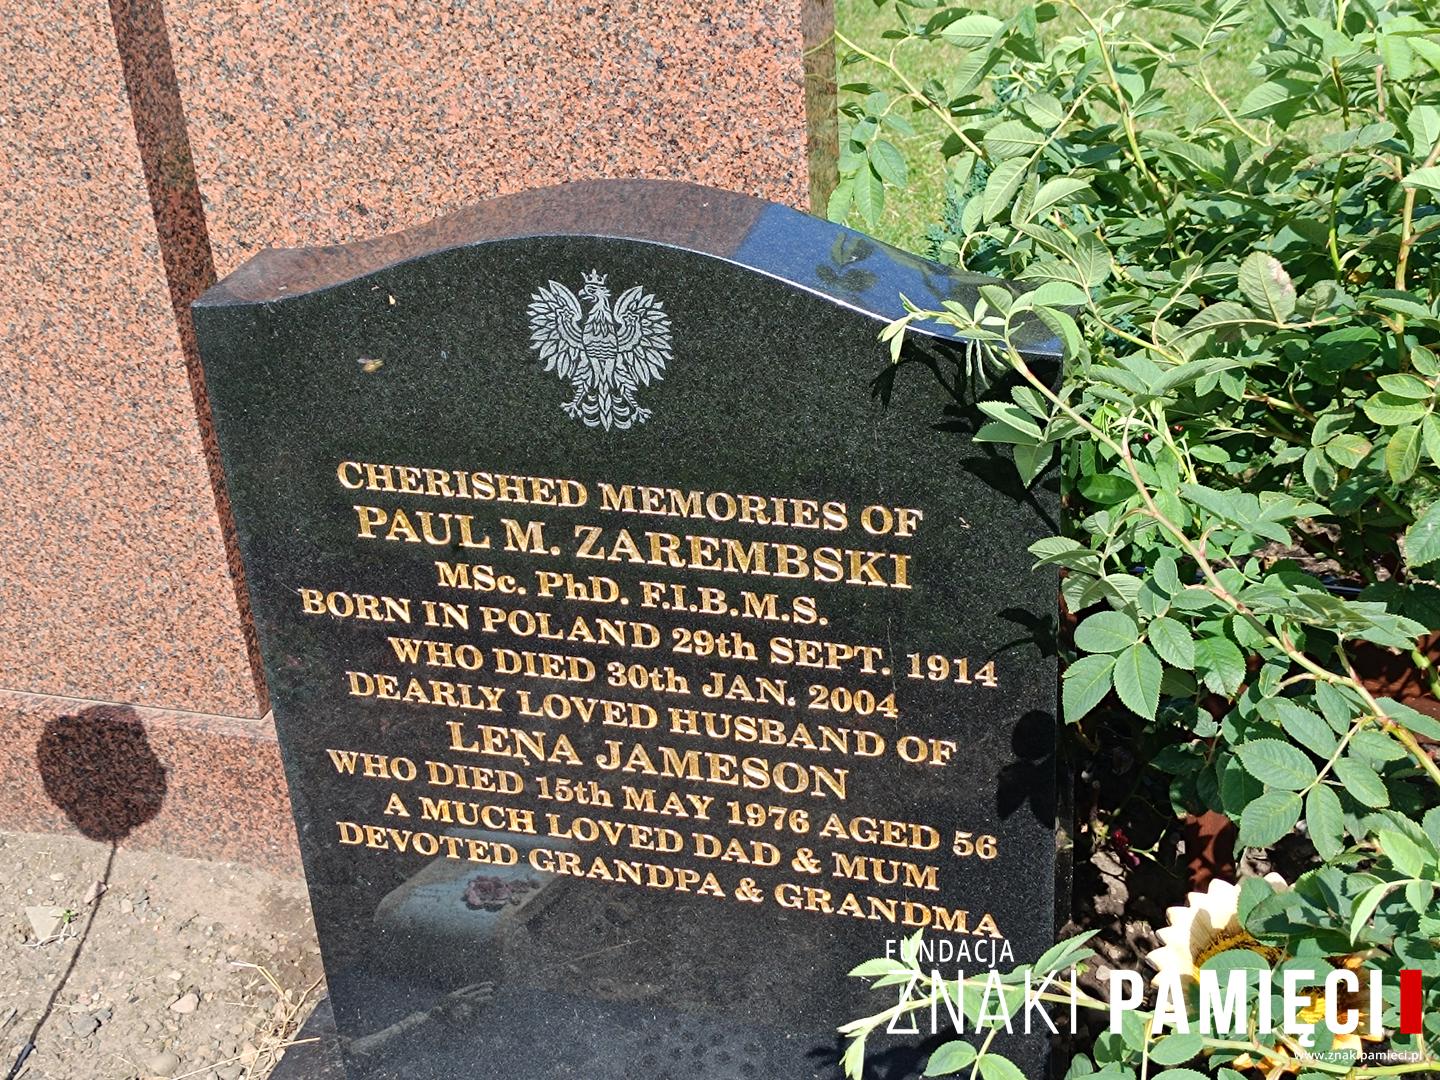 CHERISHED MEMORIES OF
PAUL M. ZAREMBSKI
MSc. PhD. F.I.B.M.S.
BORN IN POLAND 29th SEPT. 1914
WHO DIED 30th JAN. 2004
DEARLY LOVED HUSBAND OF
LENA JAMESON
WHO DIED 15th MAY 1976 AGED 56
A MUCH LOVED DAD & MUM
DEVOTED GRANDPA & GRANDMA
FUNDACJA
ZNAKI PAMIĘCI
www.znakipamieci.pl